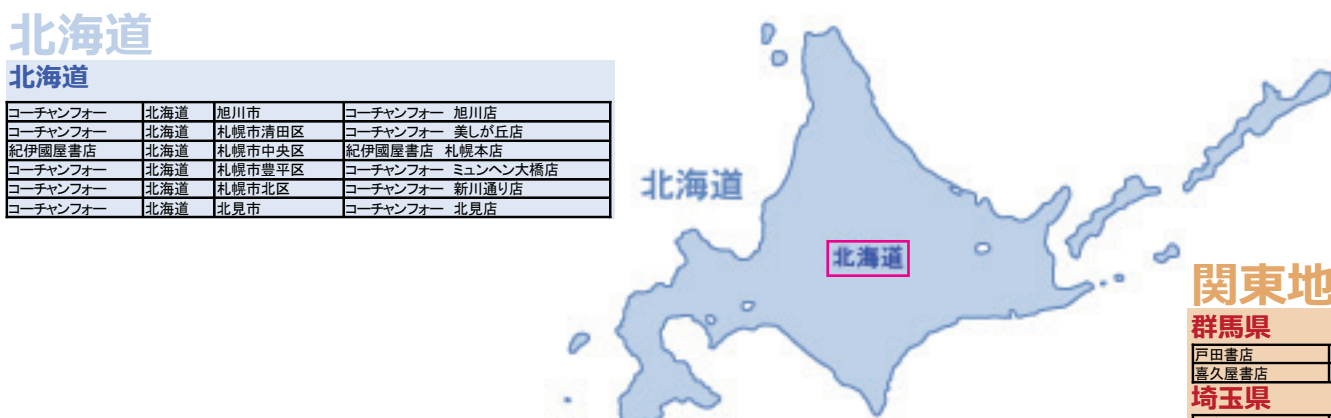 北海道
北海道
コーチャンフォー 北海道 旭川市 コーチャンフォー 旭川店
コーチャンフォー 北海道 札幌市清田区 コーチャンフォー 美しが丘店
紀伊國屋書店 北海道 札幌市中央区 紀伊國屋書店 札幌本店
コーチャンフォー 北海道 札幌市豊平区 コーチャンフォー ミュンヘン大橋店
コーチャンフォー 北海道 札幌市北区 コーチャンフォー 新川通り店
コーチャンフォー 北海道 北見市 コーチャンフォー 北見店
北海道
北海道
関東地
群馬県
戸田書店
喜久屋書店
埼玉県